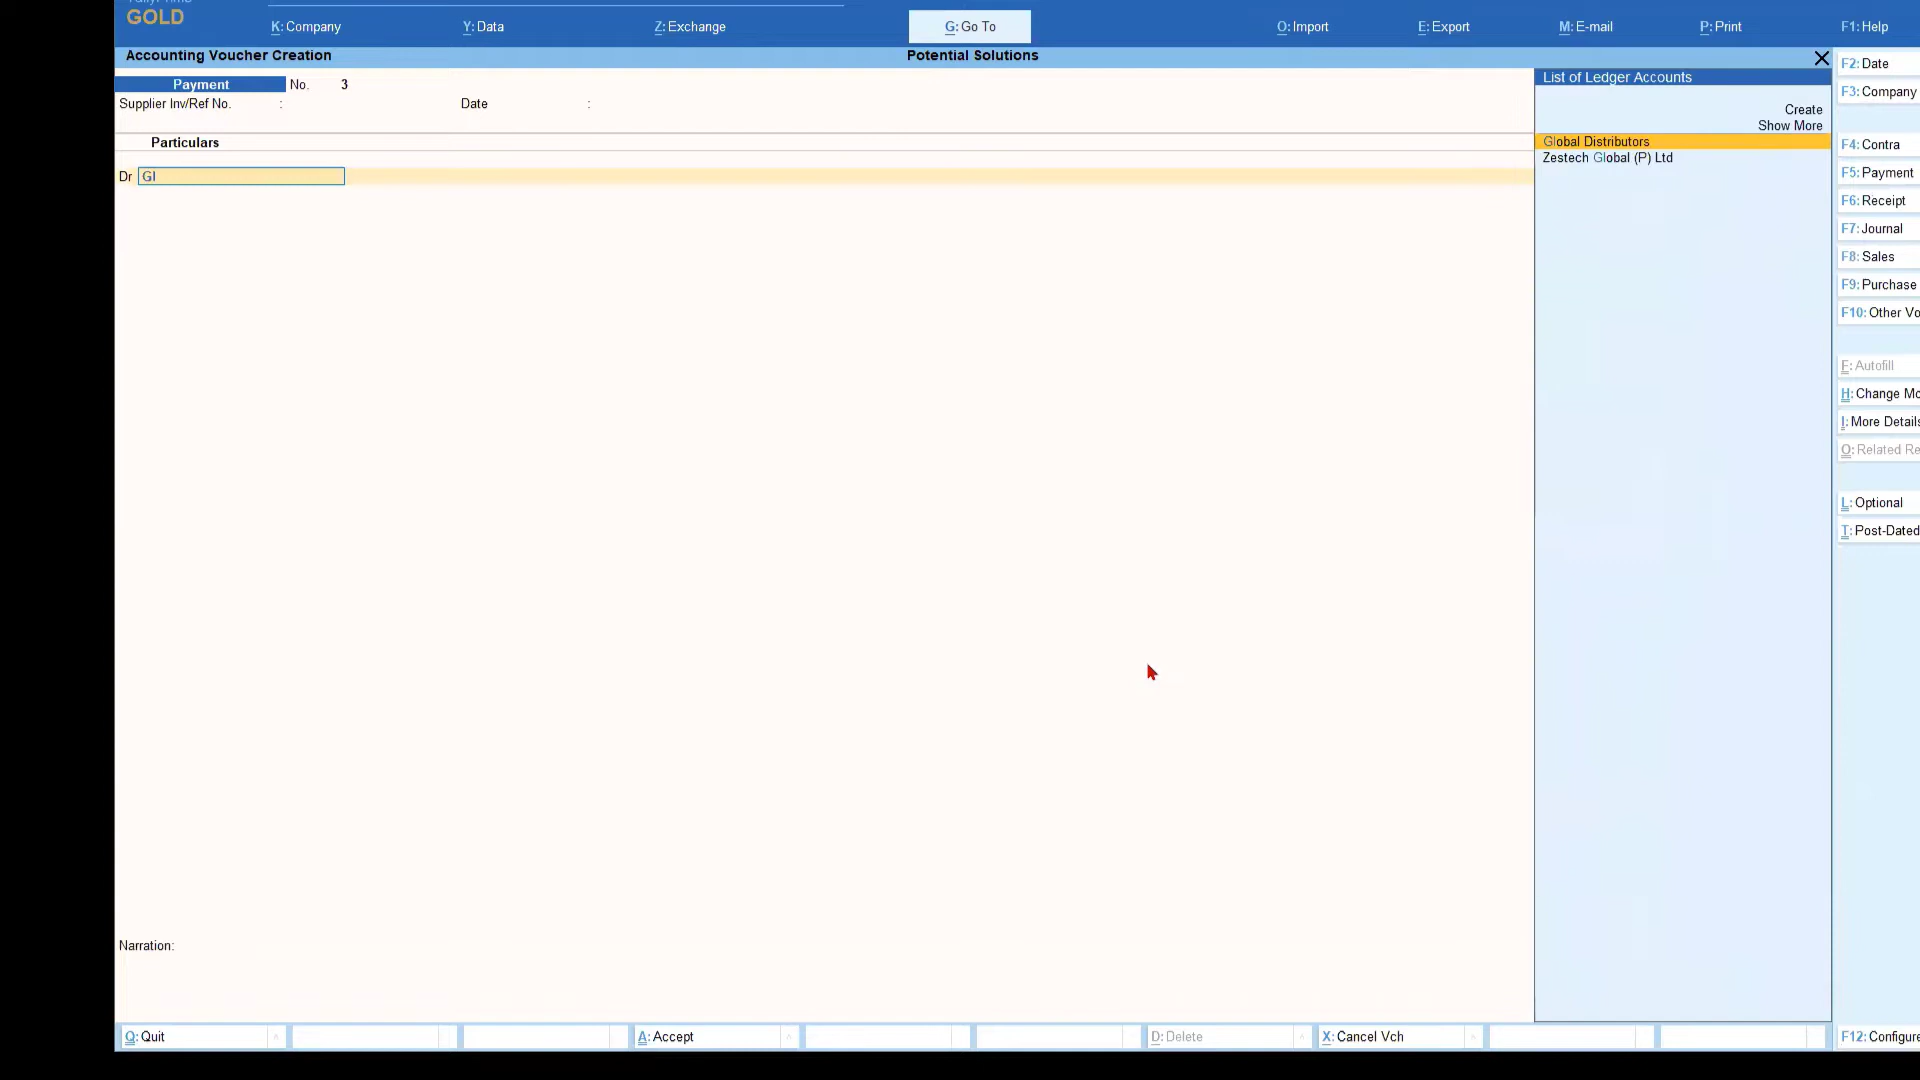 GOLD
K: Company
Y: Data
Z: Exchange
G: Go To
O: Import
E: Export
M: E-mail
P: Print
F1: Help
Accounting Voucher Creation
Potential Solutions
Payment No. 3
Supplier Inv/Ref No. : Date :
Particulars
Dr Gl
Narration:
List of Ledger Accounts
Create
Show More
Global Distributors
Zestech Global (P) Ltd
F2: Date
F3: Company
F4: Contra
F5: Payment
F6: Receipt
F7: Journal
F8: Sales
F9: Purchase
F10: Other Vo
F: Autofill
H: Change Mo
I: More Details
O: Related Re
L: Optional
T: Post-Dated
F12: Configure
Q: Quit
A: Accept
D: Delete
X: Cancel Vch